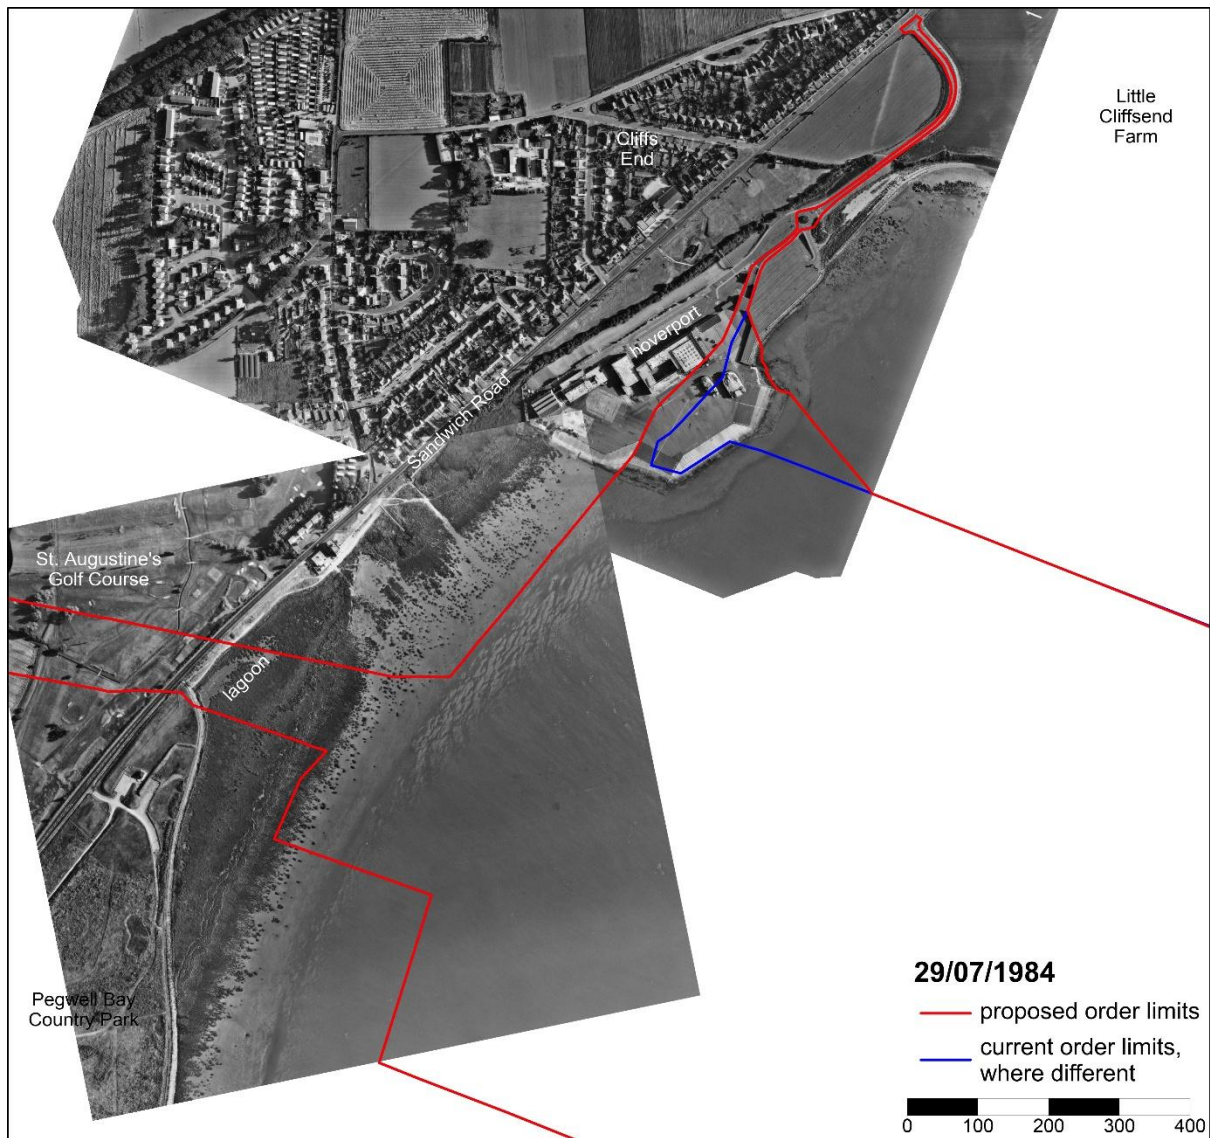 Little
Cliffsend
Farm
Cliffs
End
hoverport
Sandwich Road
St. Augustine's
Golf Course
lagoon
Pegwell Bay
Country Park
29/07/1984
proposed order limits
current order limits,
where different
0 100 200 300 400